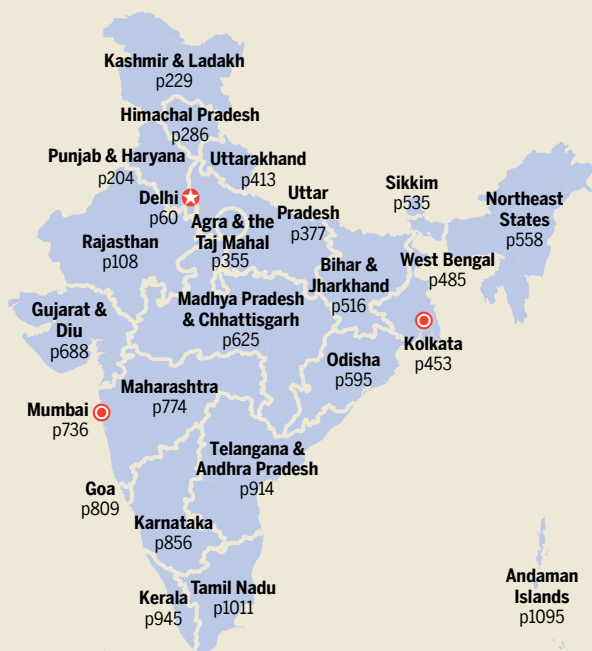 Kashmir & Ladakh
p229
Himachal Pradesh
p286
Punjab & Haryana
p204
Uttarakhand
p413
Delhi
p60
Agra & the
Taj Mahal
p355
Uttar
Pradesh
p377
Sikkim
p535
Northeast
States
p558
Rajasthan
p108
Bihar &
Jharkhand
p516
West Bengal
p485
Gujarat &
Diu
p688
Madhya Pradesh
& Chhattisgarh
p625
Kolkata
p453
Odisha
p595
Maharashtra
p774
Mumbai
p736
Telangana &
Andhra Pradesh
p914
Goa
p809
Karnataka
p856
Kerala
p945
Tamil Nadu
p1011
Andaman
Islands
p1095